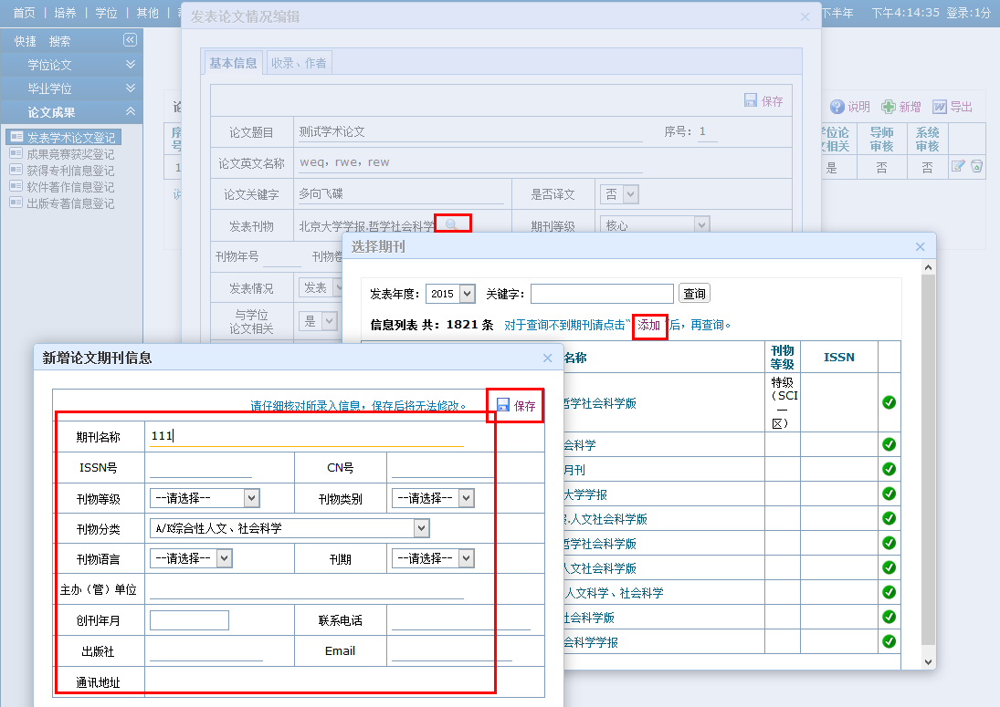 首页 | 培养 | 学位 | 其他 |
下半年 下午4:14:35 登录:1分
快捷 搜索
学位论文
毕业学位
论文成果
发表学术论文登记
成果竞赛获奖登记
获得专利信息登记
软件著作信息登记
出版专著信息登记
发表论文情况编辑
基本信息 收录、作者
保存
论文题目 测试学术论文 序号: 1
论文英文名称 weq, rwe, rew
论文关键字 多向飞碟 是否译文 否
发表刊物 北京大学学报.哲学社会科学 期刊等级 核心
刊物年号 刊物卷
发表情况 发表
与学位
论文相关 是
说明 新增 导出
序
号
学位论
文相关
导师
审核
系统
审核
1 是 否 否
选择期刊
发表年度: 2015 关键字: 查询
信息列表 共: 1821 条 对于查询不到期刊请点击"添加"后，再查询。
名称 刊物
等级 ISSN
哲学社会科学版 特级
（SCI
一
区）
会科学
月刊
大学学报
.人文社会科学版
哲学社会科学版
人文社会科学版
人文科学、社会科学
社会科学版
会科学学报
新增论文期刊信息
请仔细核对所录入信息，保存后将无法修改。 保存
期刊名称 111
ISSN号 CN号
刊物等级 --请选择-- 刊物类别 --请选择--
刊物分类 A/K综合性人文、社会科学
刊物语言 --请选择-- 刊期 --请选择--
主办（管）单位
创刊年月 联系电话
出版社 Email
通讯地址